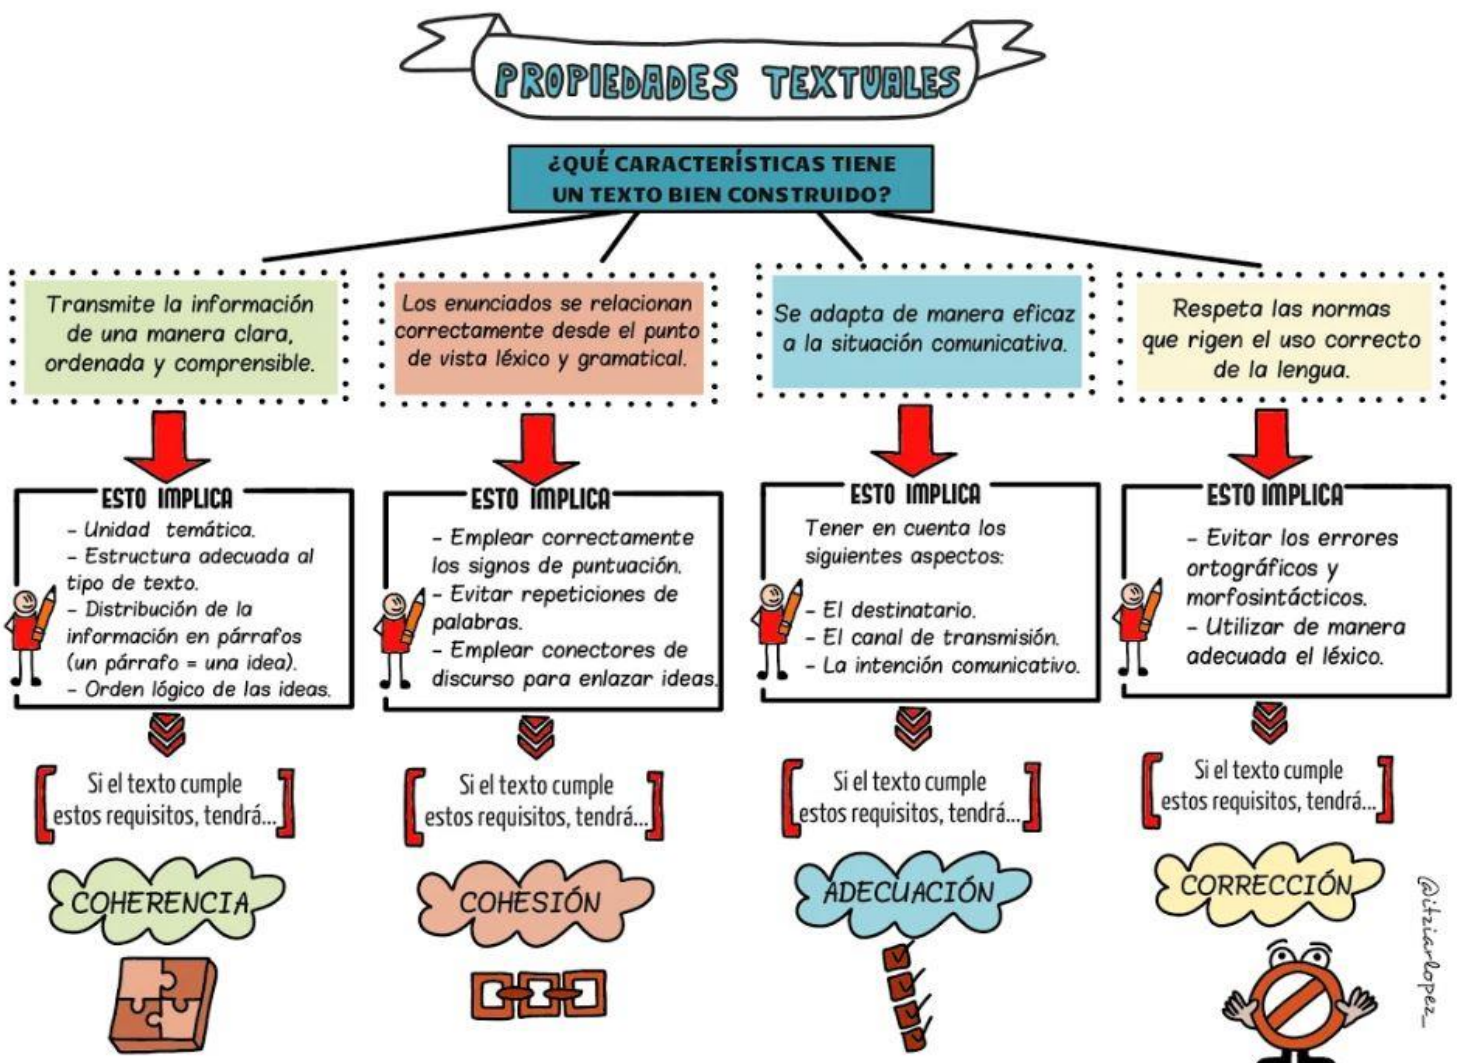 PROPIEDADES TEXTUALES
¿QUÉ CARACTERÍSTICAS TIENE
UN TEXTO BIEN CONSTRUIDO?
Transmite la información
de una manera clara,
ordenada y comprensible.
ESTO IMPLICA
- Unidad temática.
- Estructura adecuada al
tipo de texto.
- Distribución de la
información en párrafos
(un párrafo = una idea).
- Orden lógico de las ideas.
Si el texto cumple
estos requisitos, tendrá...
COHERENCIA
Los enunciados se relacionan
correctamente desde el punto
de vista léxico y gramatical.
ESTO IMPLICA
- Emplear correctamente
los signos de puntuación.
- Evitar repeticiones de
palabras.
- Emplear conectores de
discurso para enlazar ideas.
Si el texto cumple
estos requisitos, tendrá...
COHESIÓN
Se adapta de manera eficaz
a la situación comunicativa.
ESTO IMPLICA
Tener en cuenta los
siguientes aspectos:
- El destinatario.
- El canal de transmisión.
- La intención comunicativo.
Si el texto cumple
estos requisitos, tendrá...
ADECUACIÓN
Respeta las normas
que rigen el uso correcto
de la lengua.
ESTO IMPLICA
- Evitar los errores
ortográficos y
morfosintácticos.
- Utilizar de manera
adecuada el léxico.
Si el texto cumple
estos requisitos, tendrá...
CORRECCIÓN
@itziarlopez_